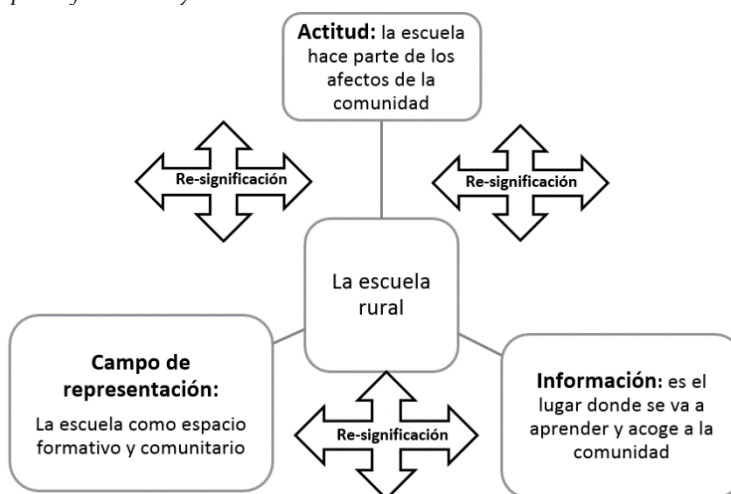 Actitud: la escuela
hace parte de los
afectos de la
comunidad
Re-significación
Re-significación
La escuela
rural
Campo de
representación:
La escuela como espacio
formativo y comunitario
Re-significación
Información: es el
lugar donde se va a
aprender y acoge a la
comunidad